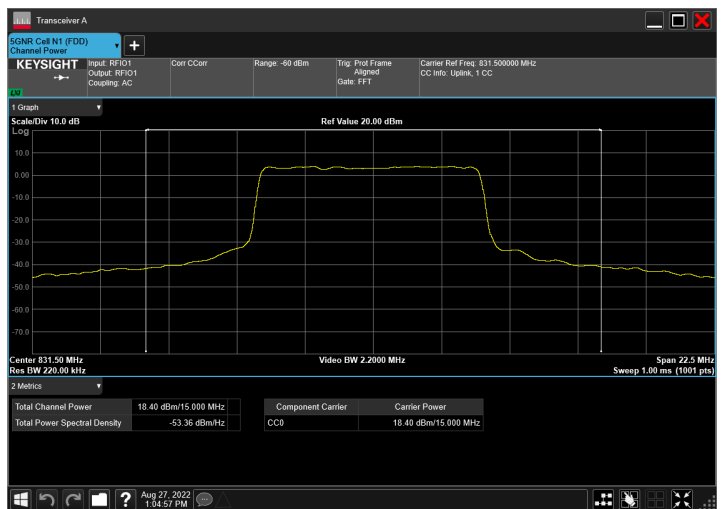 Transceiver A
5GNR Cell N1 (FDD)
Channel Power
KEYSIGHT
LXI
Input: RFIO1
Output: RFIO1
Coupling: AC
Corr CCorr
Range: -60 dBm
Trig: Prot Frame
Aligned
Gate: FFT
Carrier Ref Freq: 831.500000 MHz
CC Info: Uplink, 1 CC
1 Graph
Scale/Div 10.0 dB
Ref Value 20.00 dBm
Log
10.0
0.00
-10.0
-20.0
-30.0
-40.0
-50.0
-60.0
-70.0
Center 831.50 MHz
Video BW 2.2000 MHz
Span 22.5 MHz
Res BW 220.00 kHz
Sweep 1.00 ms (1001 pts)
2 Metrics
Total Channel Power 18.40 dBm/15.000 MHz
Total Power Spectral Density -53.36 dBm/Hz
Component Carrier Carrier Power
CC0 18.40 dBm/15.000 MHz
?
Aug 27, 2022
1:04:57 PM